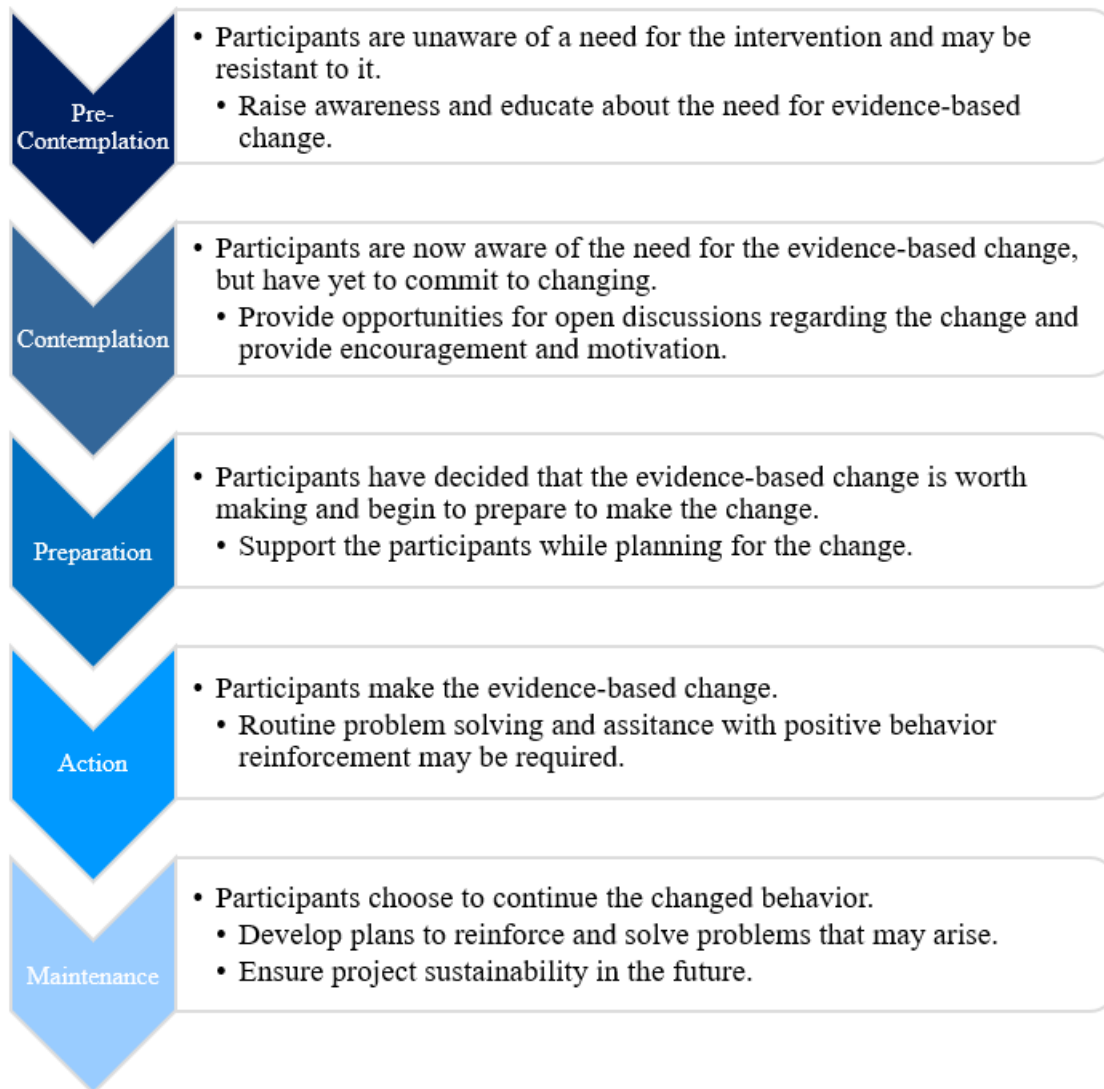 Pre-
Contemplation
• Participants are unaware of a need for the intervention and may be
resistant to it.
• Raise awareness and educate about the need for evidence-based
change.
Contemplation
• Participants are now aware of the need for the evidence-based change,
but have yet to commit to changing.
• Provide opportunities for open discussions regarding the change and
provide encouragement and motivation.
Preparation
• Participants have decided that the evidence-based change is worth
making and begin to prepare to make the change.
• Support the participants while planning for the change.
Action
• Participants make the evidence-based change.
• Routine problem solving and assitance with positive behavior
reinforcement may be required.
Maintenance
• Participants choose to continue the changed behavior.
• Develop plans to reinforce and solve problems that may arise.
• Ensure project sustainability in the future.